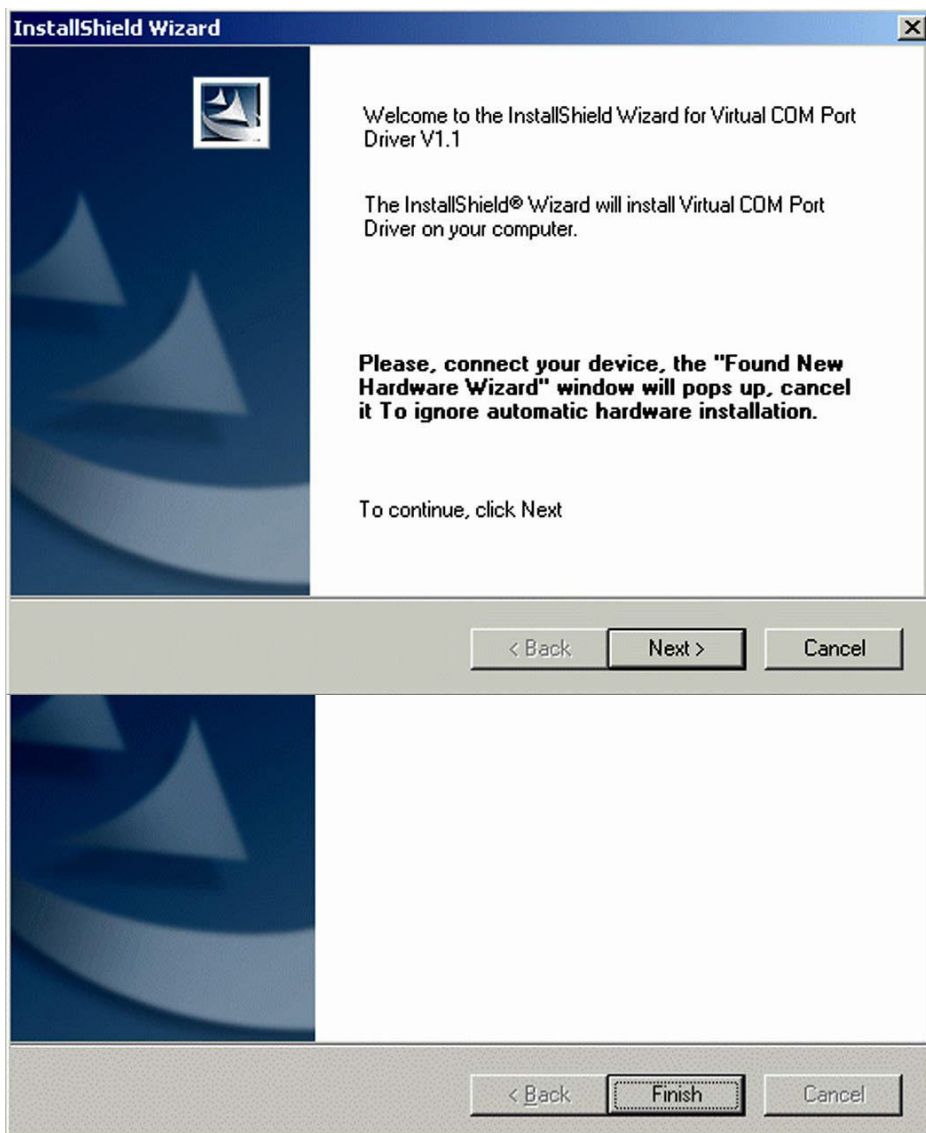 InstallShield Wizard
Welcome to the InstallShield Wizard for Virtual COM Port
Driver V1.1
The InstallShield® Wizard will install Virtual COM Port
Driver on your computer.
Please, connect your device, the "Found New
Hardware Wizard" window will pops up, cancel
it To ignore automatic hardware installation.
To continue, click Next
< Back Next > Cancel
< Back Finish Cancel